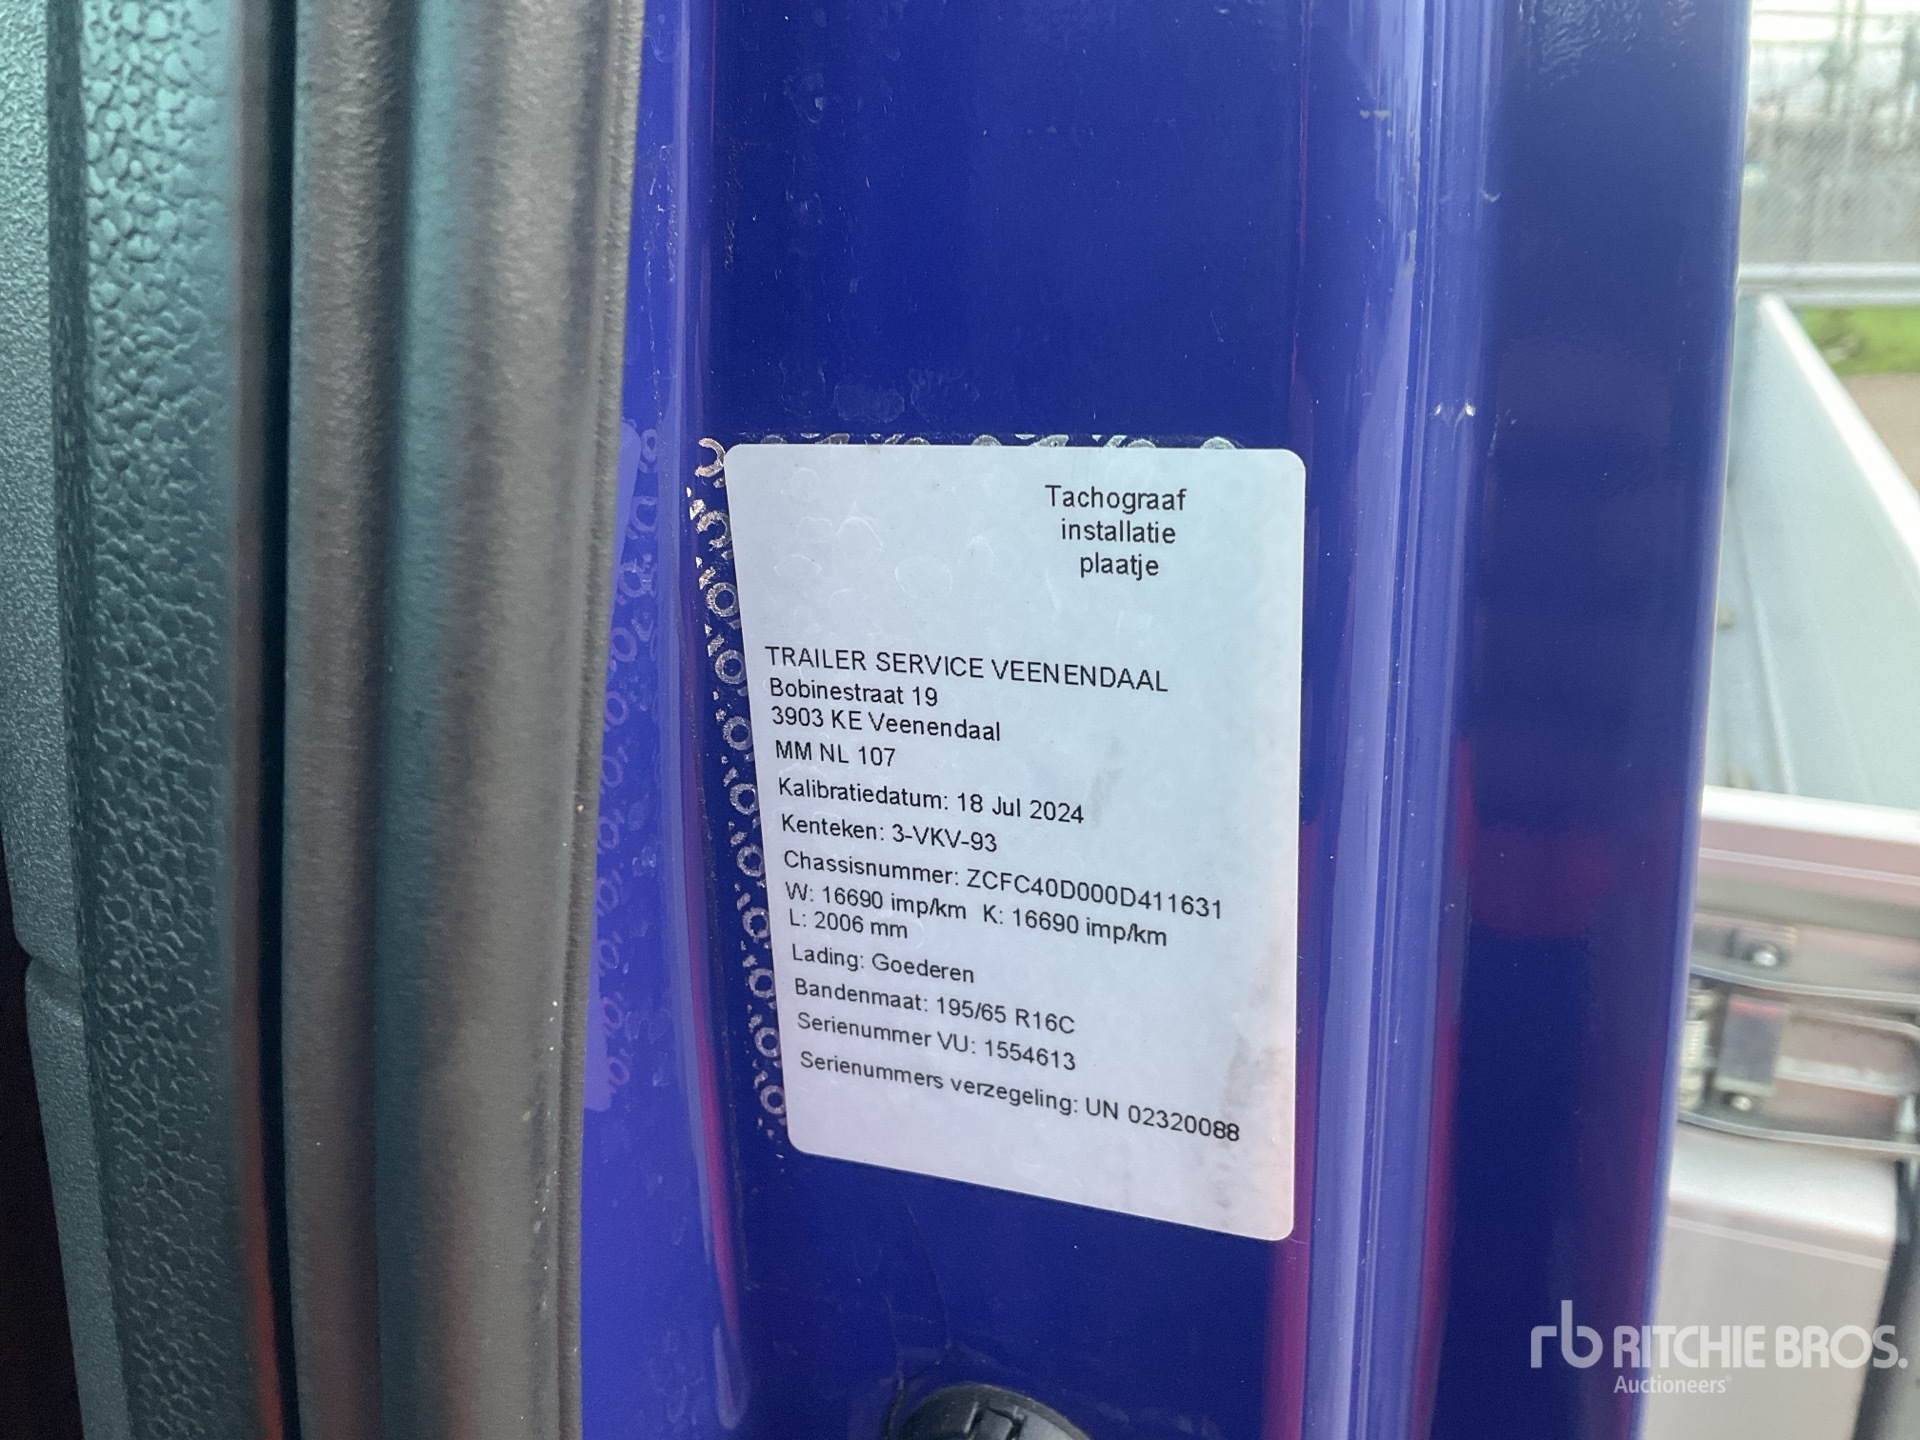 Tachograaf
installatie
plaatje
TRAILER SERVICE VEENENDAAL
Bobinestraat 19
3903 KE Veenendaal
MM NL 107
Kalibratiedatum: 18 Jul 2024
Kenteken: 3-VKV-93
Chassisnummer: ZCFC40D000D411631
W: 16690 imp/km K: 16690 imp/km
L: 2006 mm
Lading: Goederen
Bandenmaat: 195/65 R16C
Serienummer VU: 1554613
Serienummers verzegeling: UN 02320088
rb RITCHIE BROS.
Auctioneers